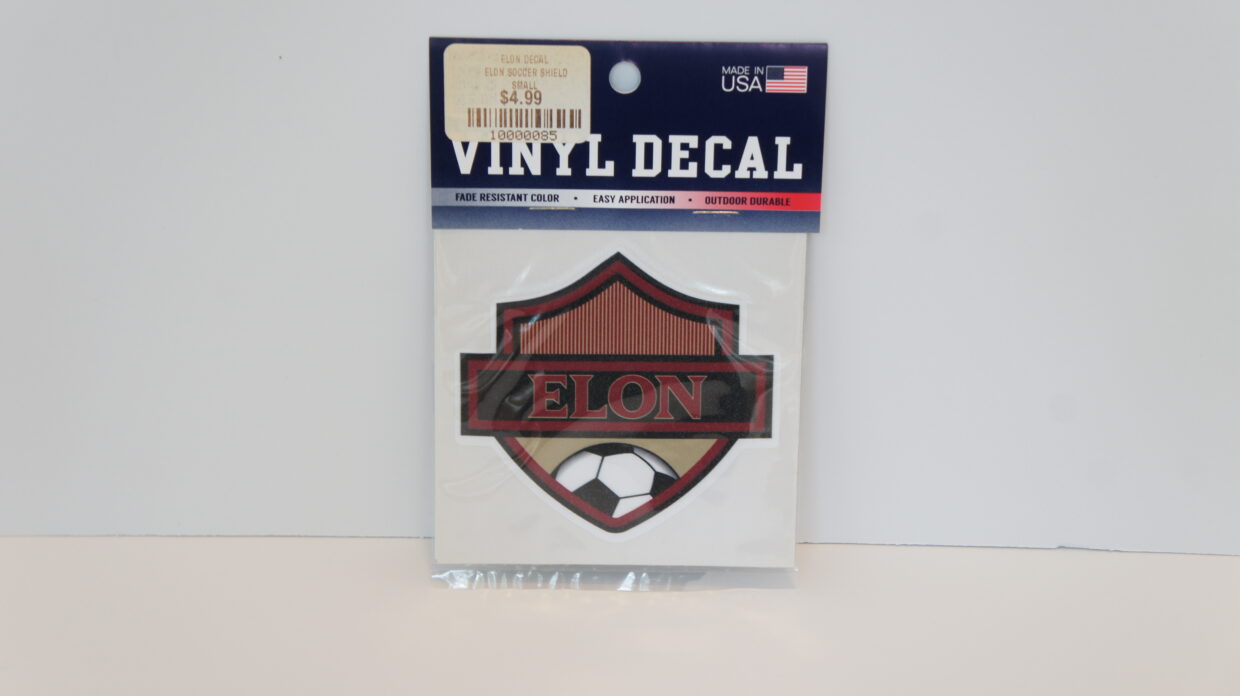 ELON DECAL
ELON SOCCER SHIELD
SMALL
$4.99
10000085
MADE IN
USA
VINYL DECAL
FADE RESISTANT COLOR • EASY APPLICATION • OUTDOOR DURABLE
ELON